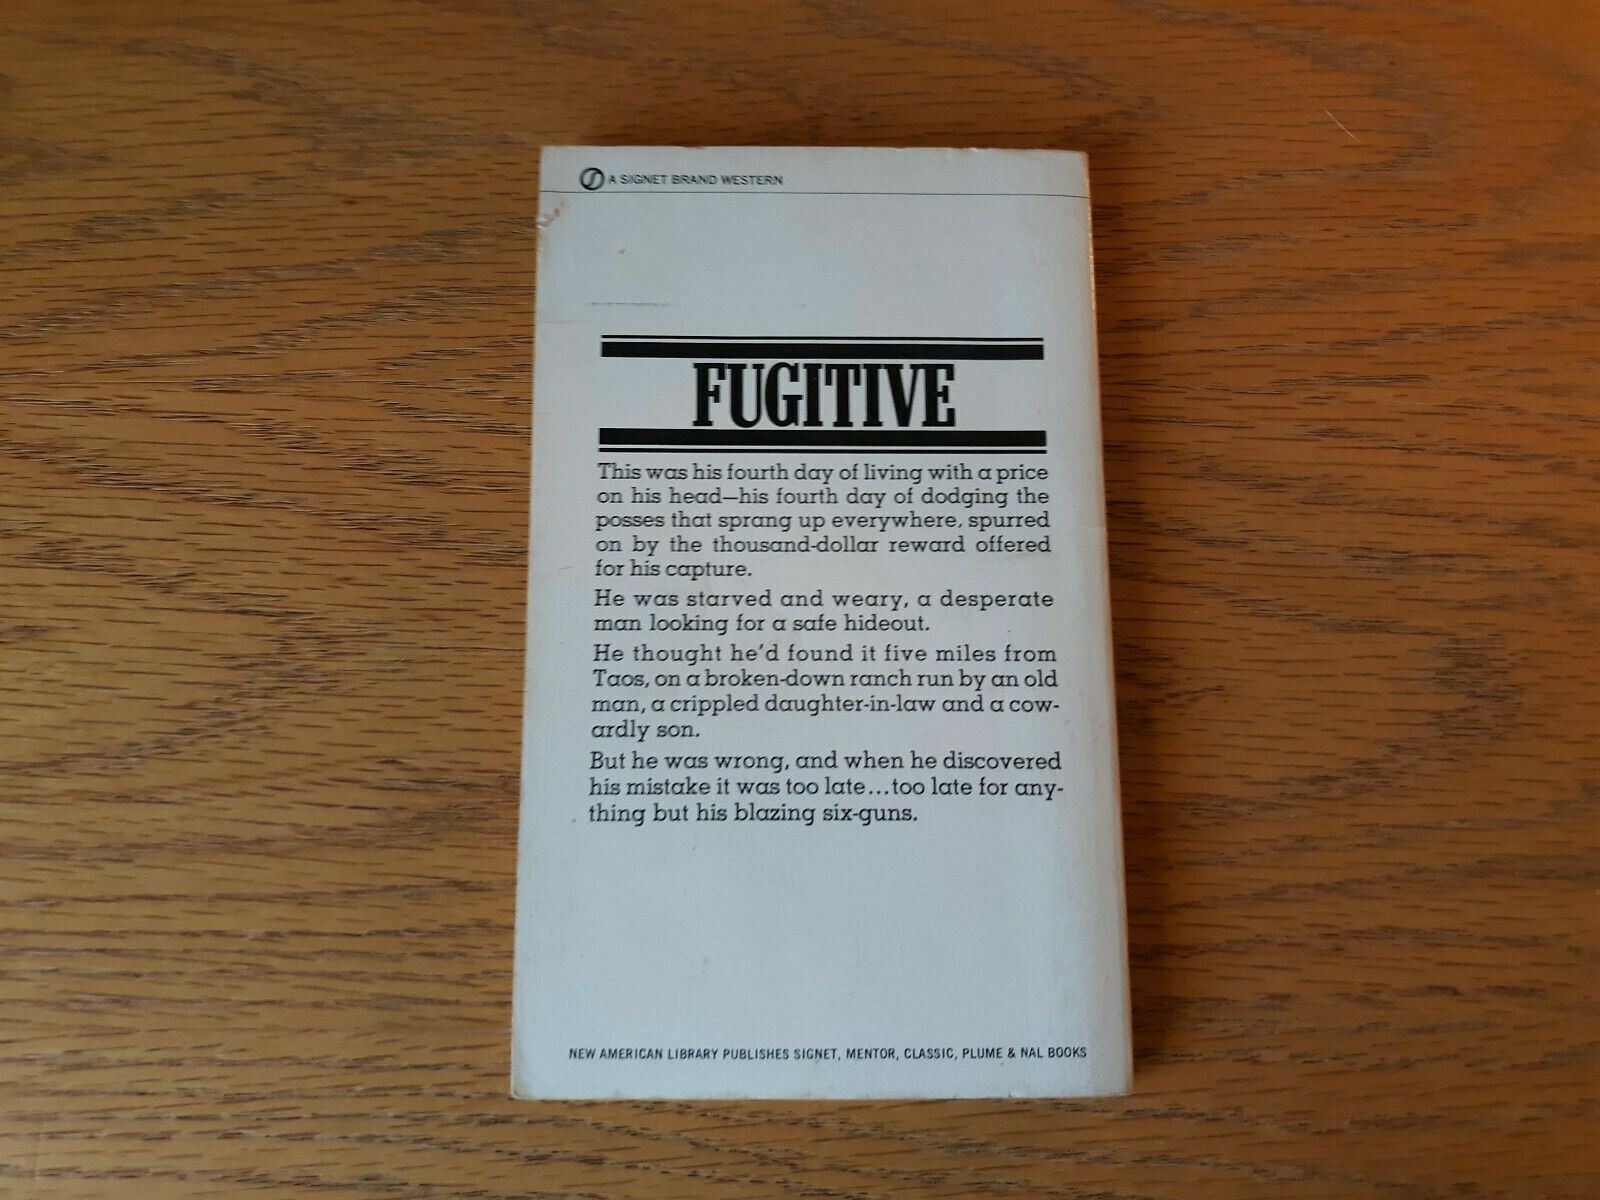 A SIGNET BRAND WESTERN
FUGITIVE
This was his fourth day of living with a price
on his head—his fourth day of dodging the
posses that sprang up everywhere, spurred
on by the thousand-dollar reward offered
for his capture.
He was starved and weary, a desperate
man looking for a safe hideout.
He thought he'd found it five miles from
Taos, on a broken-down ranch run by an old
man, a crippled daughter-in-law and a cow-
ardly son.
But he was wrong, and when he discovered
his mistake it was too late...too late for any-
thing but his blazing six-guns.
NEW AMERICAN LIBRARY PUBLISHES SIGNET, MENTOR, CLASSIC, PLUME & NAL BOOKS